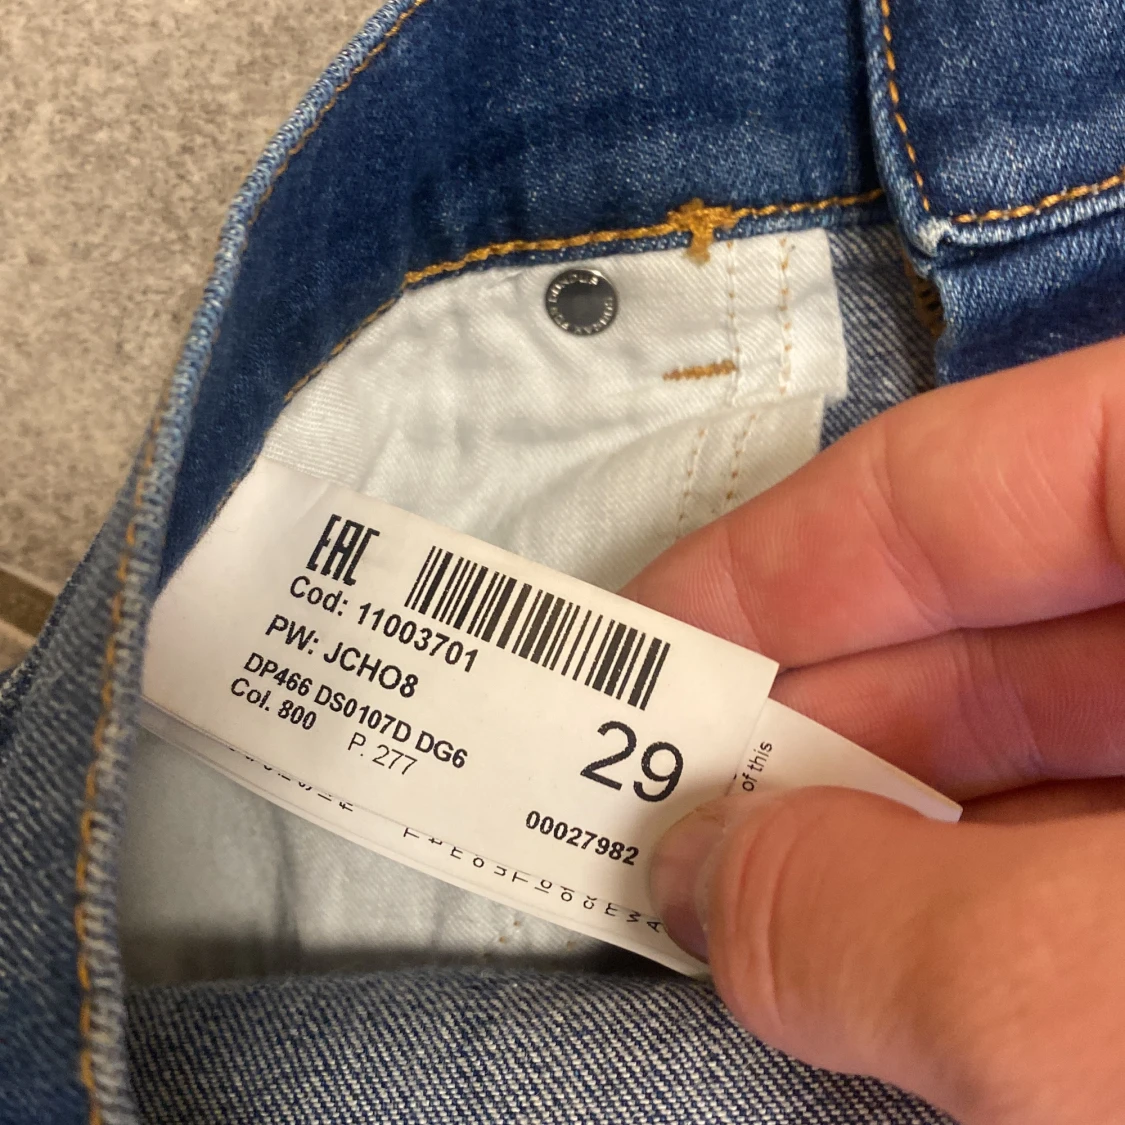 EAC
Cod: 11003701
PW: JCHO8
DP466 DS0107D DG6
Col. 800
P. 277
29
00027982
of this